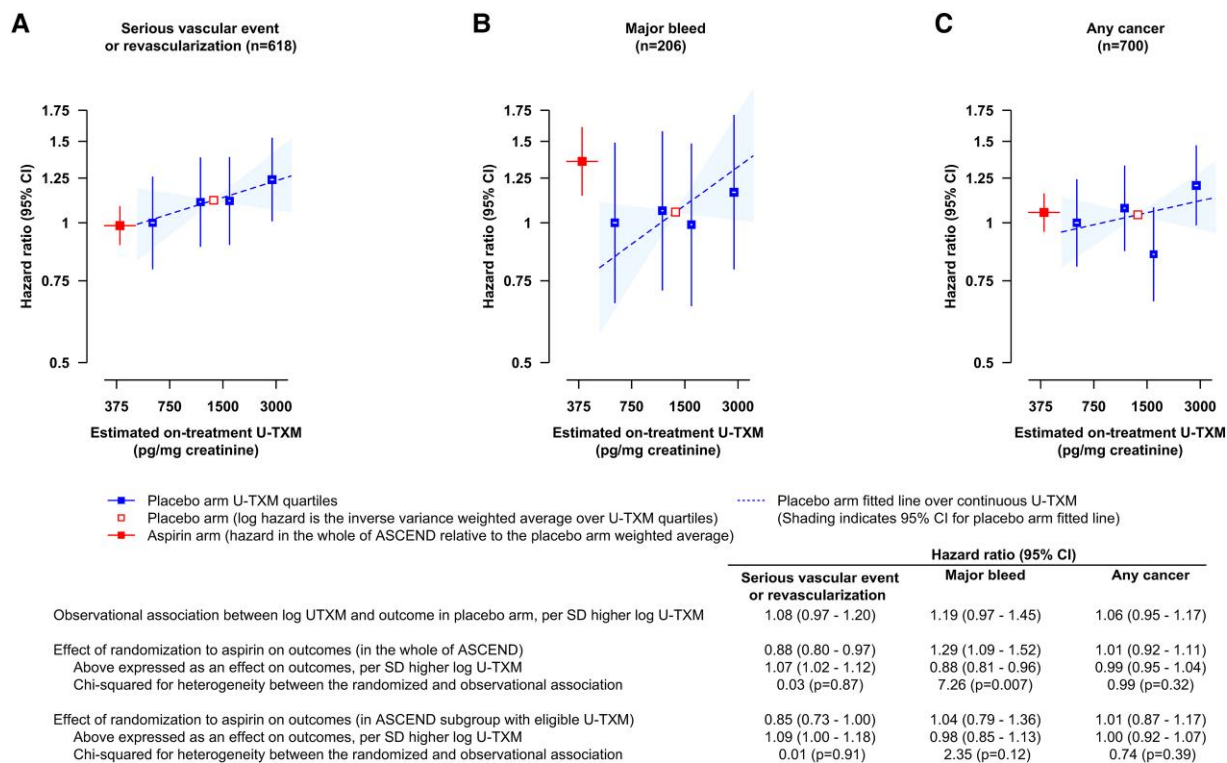 A
Serious vascular event
or revascularization (n=618)
Hazard ratio (95% CI)
1.75
1.5
1.25
1
0.75
0.5
375 750 1500 3000
Estimated on-treatment U-TXM
(pg/mg creatinine)
B
Major bleed
(n=206)
Hazard ratio (95% CI)
1.75
1.5
1.25
1
0.75
0.5
375 750 1500 3000
Estimated on-treatment U-TXM
(pg/mg creatinine)
C
Any cancer
(n=700)
Hazard ratio (95% CI)
1.75
1.5
1.25
1
0.75
0.5
375 750 1500 3000
Estimated on-treatment U-TXM
(pg/mg creatinine)
Placebo arm U-TXM quartiles
Placebo arm (log hazard is the inverse variance weighted average over U-TXM quartiles)
Aspirin arm (hazard in the whole of ASCEND relative to the placebo arm weighted average)
Placebo arm fitted line over continuous U-TXM
(Shading indicates 95% CI for placebo arm fitted line)
Hazard ratio (95% CI)
Serious vascular event Major bleed Any cancer
or revascularization
Observational association between log UTXM and outcome in placebo arm, per SD higher log U-TXM 1.08 (0.97 - 1.20) 1.19 (0.97 - 1.45) 1.06 (0.95 - 1.17)
Effect of randomization to aspirin on outcomes (in the whole of ASCEND) 0.88 (0.80 - 0.97) 1.29 (1.09 - 1.52) 1.01 (0.92 - 1.11)
Above expressed as an effect on outcomes, per SD higher log U-TXM 1.07 (1.02 - 1.12) 0.88 (0.81 - 0.96) 0.99 (0.95 - 1.04)
Chi-squared for heterogeneity between the randomized and observational association 0.03 (p=0.87) 7.26 (p=0.007) 0.99 (p=0.32)
Effect of randomization to aspirin on outcomes (in ASCEND subgroup with eligible U-TXM) 0.85 (0.73 - 1.00) 1.04 (0.79 - 1.36) 1.01 (0.87 - 1.17)
Above expressed as an effect on outcomes, per SD higher log U-TXM 1.09 (1.00 - 1.18) 0.98 (0.85 - 1.13) 1.00 (0.92 - 1.07)
Chi-squared for heterogeneity between the randomized and observational association 0.01 (p=0.91) 2.35 (p=0.12) 0.74 (p=0.39)